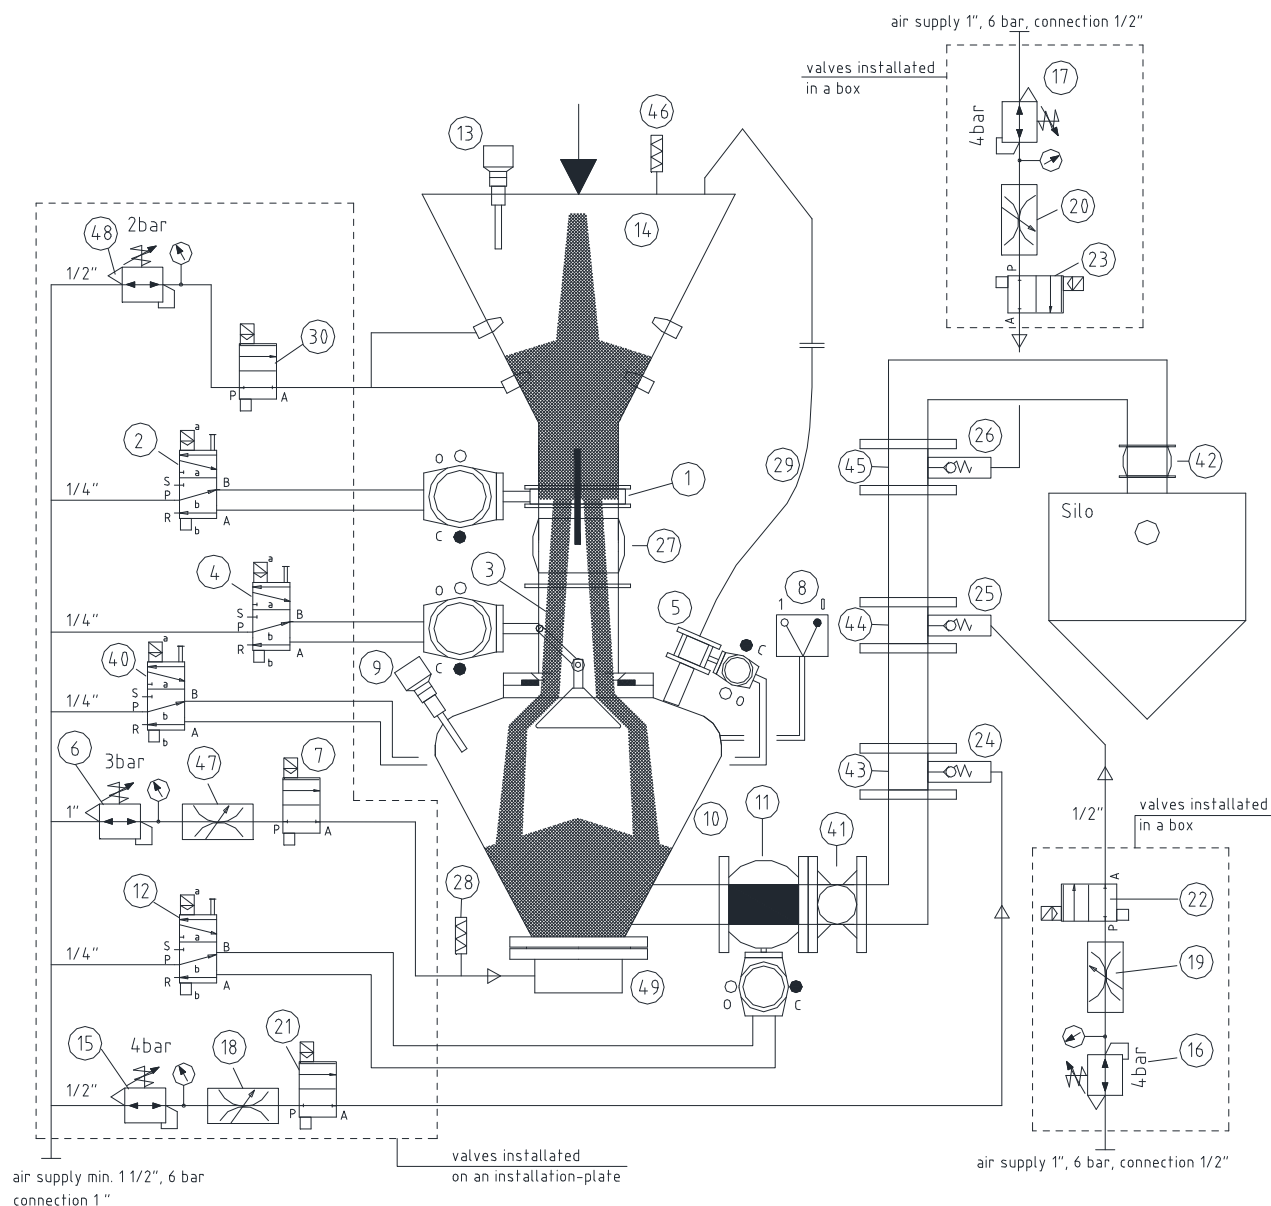 air supply 1", 6 bar, connection 1/2"
valves installed
in a box
17
4bar
20
P
23
A
46
13
14
48
2bar
1/2"
30
P
A
2
a
a
S
P
B
b
R
A
b
1/4"
O
C
1
29
26
45
42
Silo
27
4
a
a
S
P
B
b
R
A
b
1/4"
O
C
3
5
8
1
0
25
44
C
O
40
a
a
S
P
B
b
R
A
b
1/4"
9
6
3bar
47
7
1"
P
A
10
11
41
24
43
1/2"
valves installed
in a box
12
a
a
S
P
B
b
R
A
b
1/4"
28
49
O
C
22
A
P
19
16
4bar
15
4bar
18
21
1/2"
P
A
valves installed
on an installation-plate
air supply min. 1 1/2", 6 bar
connection 1 "
air supply 1", 6 bar, connection 1/2"